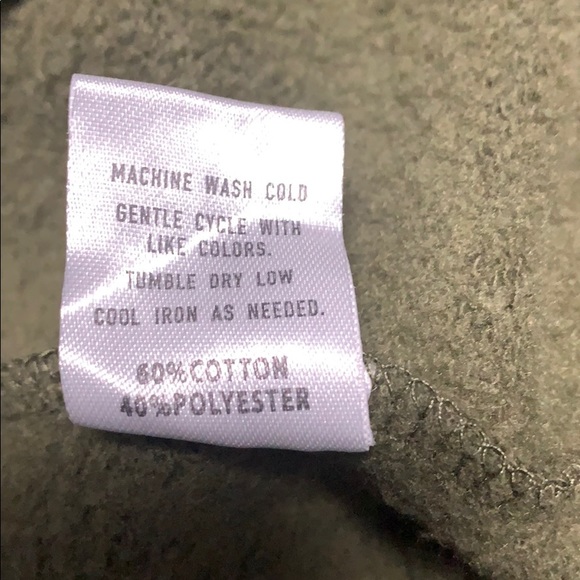 MACHINE WASH COLD
GENTLE CYCLE WITH
LIKE COLORS.
TUMBLE DRY LOW
COOL IRON AS NEEDED.
60%COTTON
40%POLYESTER